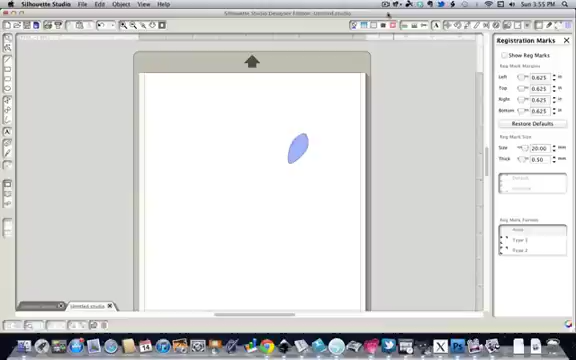 Silhouette Studio File Edit Object View Help
Sun 3:55 PM
Silhouette Studio Designer Edition: Untitled.studio
Registration Marks
Show Reg Marks
Reg Mark Margins
Left 0.625 in
Top 0.625 in
Right 0.625 in
Bottom 0.625 in
Restore Defaults
Reg Mark Size
Size 20.00 mm
Thick 0.50 mm
Reg Mark Format
Type 1
Type 2
Untitled.studio